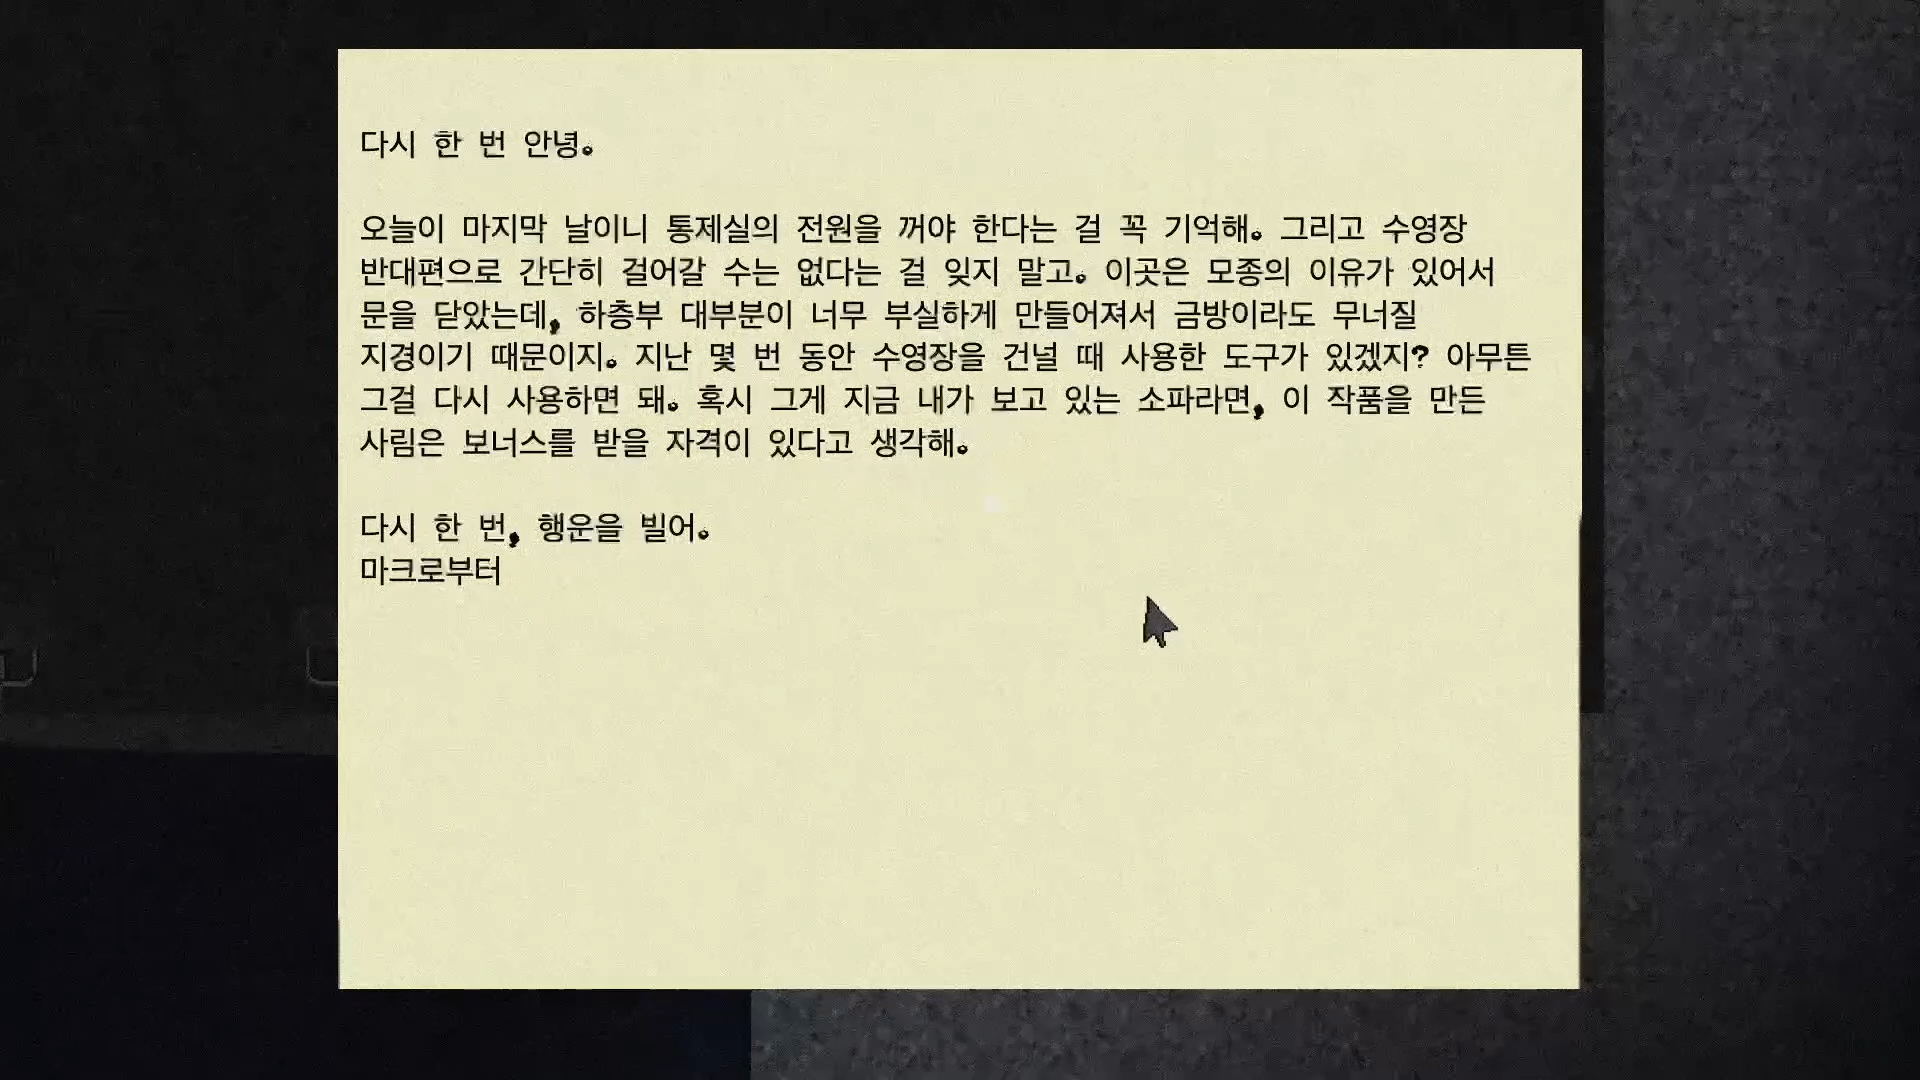 다시 한 번 안녕。
오늘이 마지막 날이니 통제실의 전원을 꺼야 한다는 걸 꼭 기억해。 그리고 수영장
반대편으로 간단히 걸어갈 수는 없다는 걸 잊지 말고。 이곳은 모종의 이유가 있어서
문을 닫았는데, 하층부 대부분이 너무 부실하게 만들어져서 금방이라도 무너질
지경이기 때문이지。 지난 몇 번 동안 수영장을 건널 때 사용한 도구가 있겠지? 아무튼
그걸 다시 사용하면 돼。 혹시 그게 지금 내가 보고 있는 소파라면, 이 작품을 만든
사림은 보너스를 받을 자격이 있다고 생각해。
다시 한 번, 행운을 빌어。
마크로부터